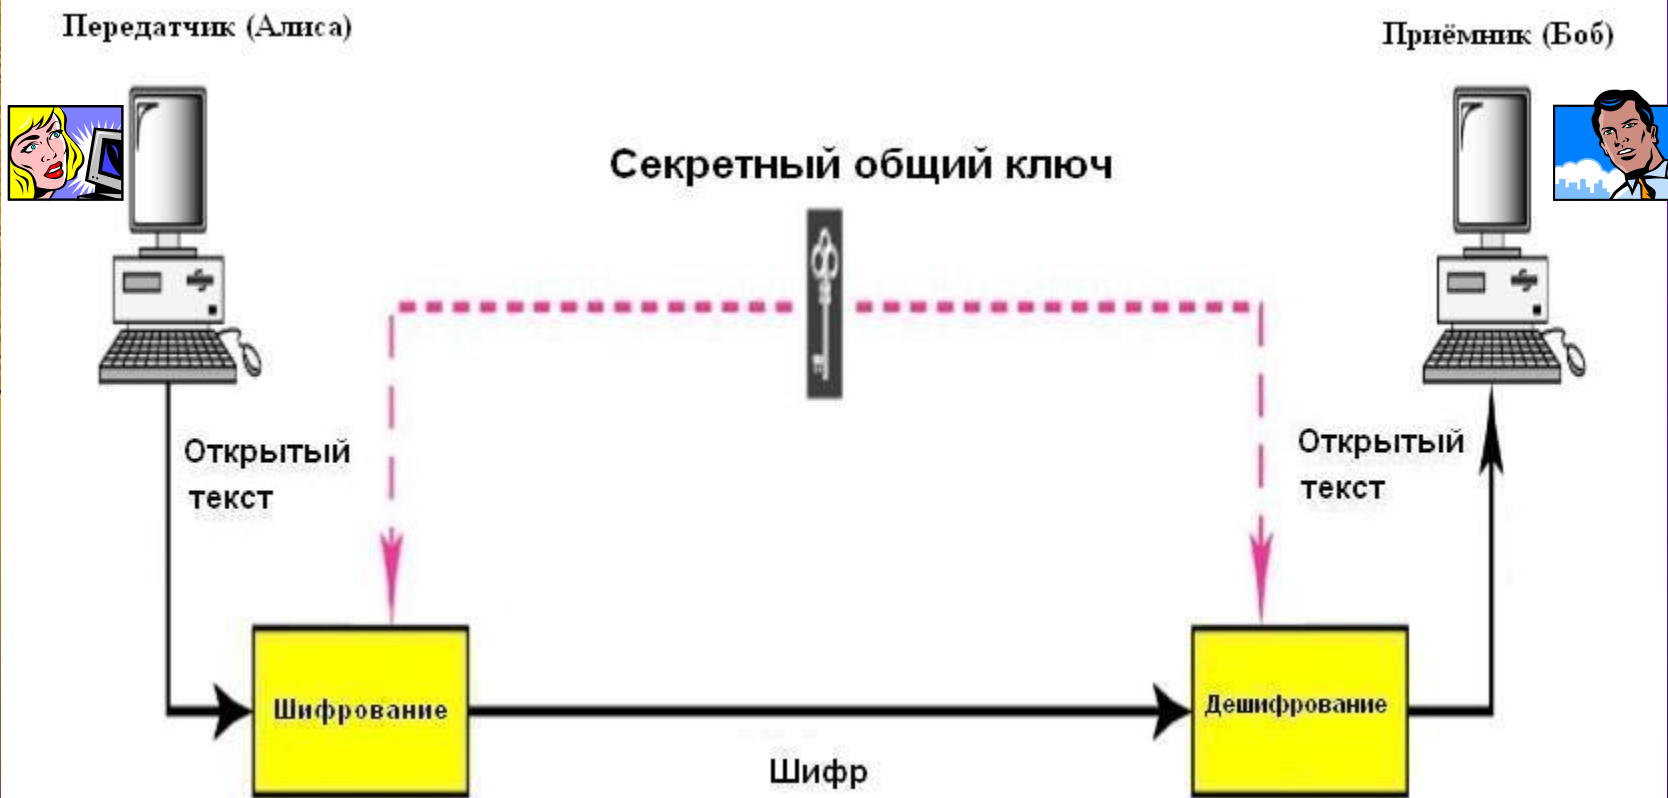 Передатчик (Алиса)
Приёмник (Боб)
Секретный общий ключ
Открытый
текст
Открытый
текст
Шифрование
Дешифрование
Шифр